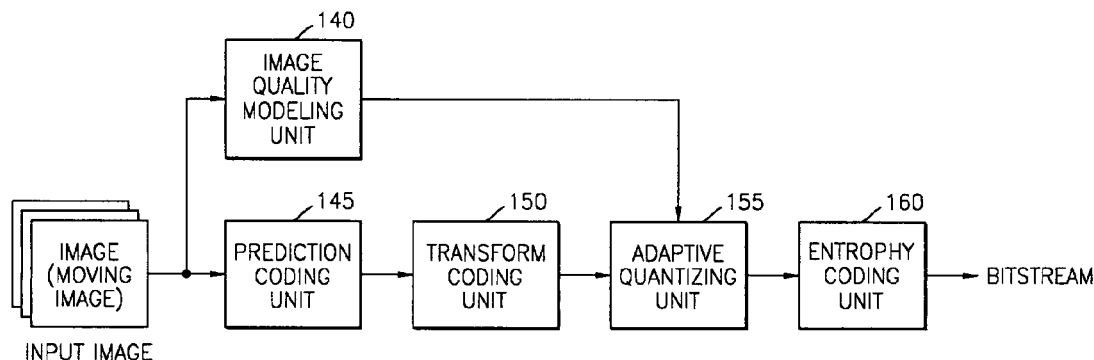 140
IMAGE
QUALITY
MODELING
UNIT
145
150
155
160
IMAGE
(MOVING
IMAGE)
PREDICTION
CODING
UNIT
TRANSFORM
CODING
UNIT
ADAPTIVE
QUANTIZING
UNIT
ENTROPHY
CODING
UNIT
BITSTREAM
INPUT IMAGE